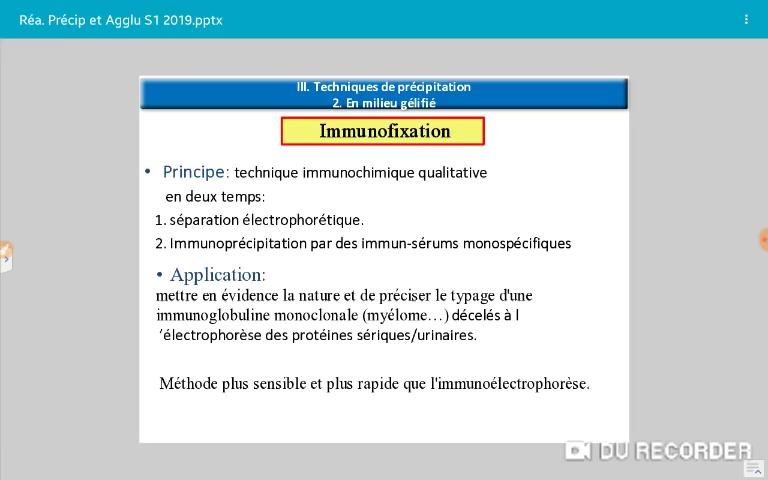 Réa. Précip et Agglu S1 2019.pptx
III. Techniques de précipitation
2. En milieu gélifié
Immunofixation
• Principe: technique immunochimique qualitative
en deux temps:
1. séparation électrophorétique.
2. Immunoprécipitation par des immun-sérums monospécifiques
• Application:
mettre en évidence la nature et de préciser le typage d'une
immunoglobuline monoclonale (myélome…) décelés à l
‘électrophorèse des protéines sériques/urinaires.
Méthode plus sensible et plus rapide que l'immunoélectrophorèse.
DU RECORDER